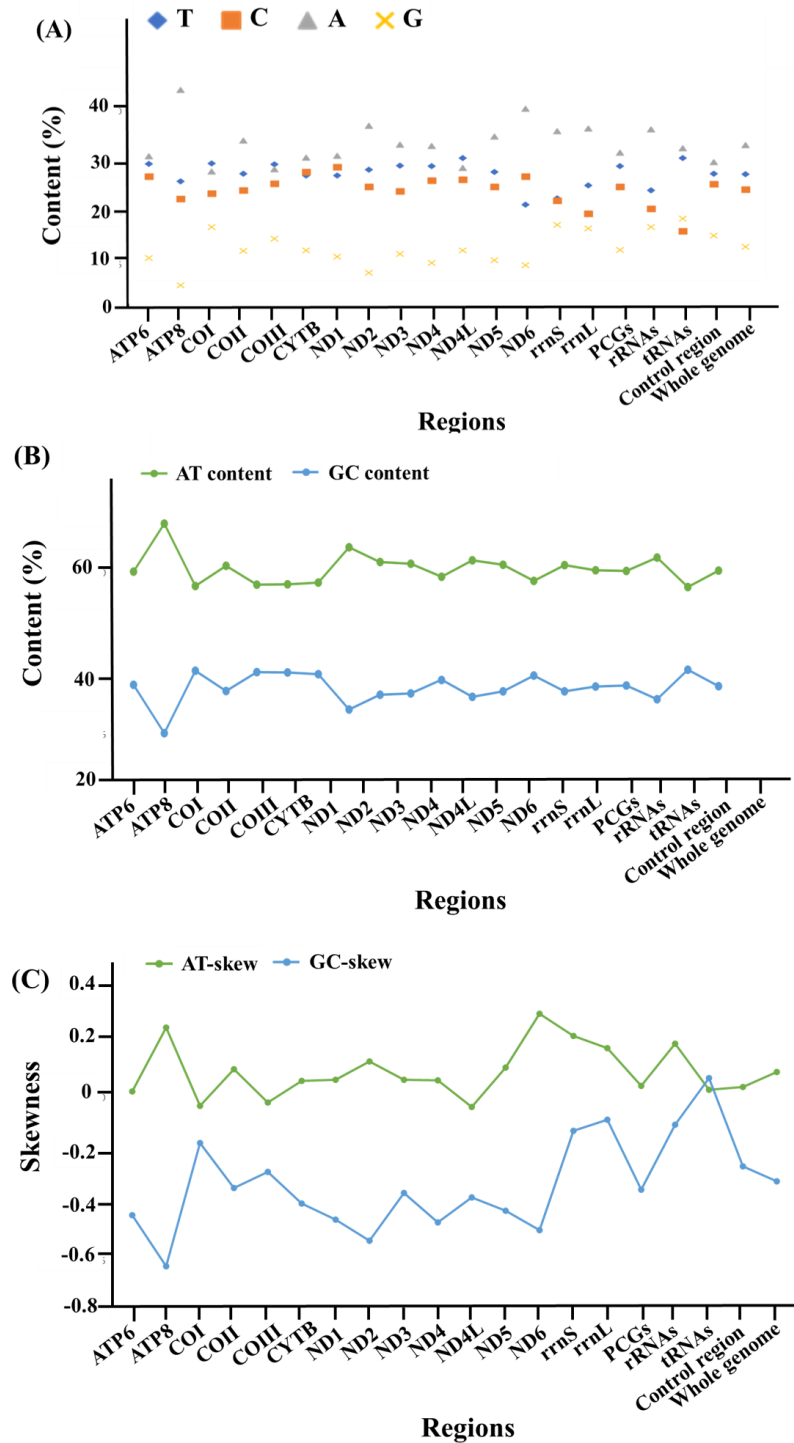 (A)
T C A G
Content (%)
40
30
20
10
0
ATP6 ATP8 COI COII COIII CYTB ND1 ND2 ND3 ND4 ND4L ND5 ND6 rrnS rrnL PCGs rRNAs tRNAs Control region Whole genome
Regions
(B)
AT content GC content
Content (%)
60
40
20
ATP6 ATP8 COI COII COIII CYTB ND1 ND2 ND3 ND4 ND4L ND5 ND6 rrnS rrnL PCGs rRNAs tRNAs Control region Whole genome
Regions
(C)
AT-skew GC-skew
Skewness
0.4
0.2
0
-0.2
-0.4
-0.6
-0.8
ATP6 ATP8 COI COII COIII CYTB ND1 ND2 ND3 ND4 ND4L ND5 ND6 rrnS rrnL PCGs rRNAs tRNAs Control region Whole genome
Regions